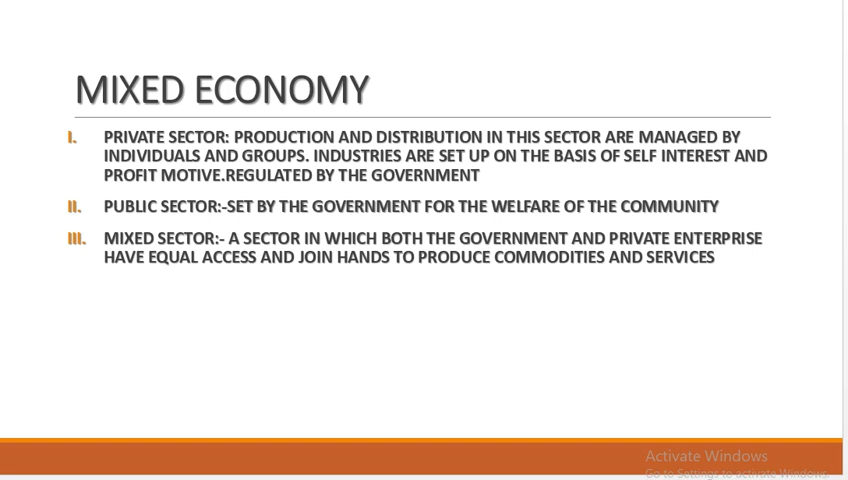 MIXED ECONOMY
I. PRIVATE SECTOR: PRODUCTION AND DISTRIBUTION IN THIS SECTOR ARE MANAGED BY
INDIVIDUALS AND GROUPS. INDUSTRIES ARE SET UP ON THE BASIS OF SELF INTEREST AND
PROFIT MOTIVE.REGULATED BY THE GOVERNMENT
II. PUBLIC SECTOR:-SET BY THE GOVERNMENT FOR THE WELFARE OF THE COMMUNITY
III. MIXED SECTOR:- A SECTOR IN WHICH BOTH THE GOVERNMENT AND PRIVATE ENTERPRISE
HAVE EQUAL ACCESS AND JOIN HANDS TO PRODUCE COMMODITIES AND SERVICES
Activate Windows
Go to Settings to activate Windows.